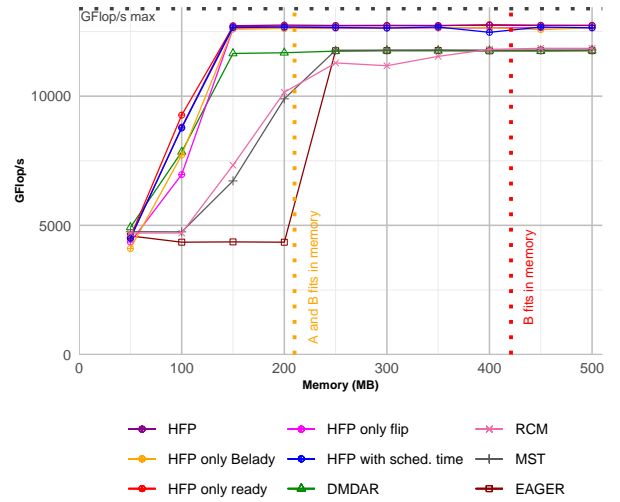 GFlop/s max
10000
5000
0
GFlop/s
A and B fits in memory
B fits in memory
0 100 200 300 400 500
Memory (MB)
HFP HFP only flip RCM
HFP only Belady HFP with sched. time MST
HFP only ready DMDAR EAGER